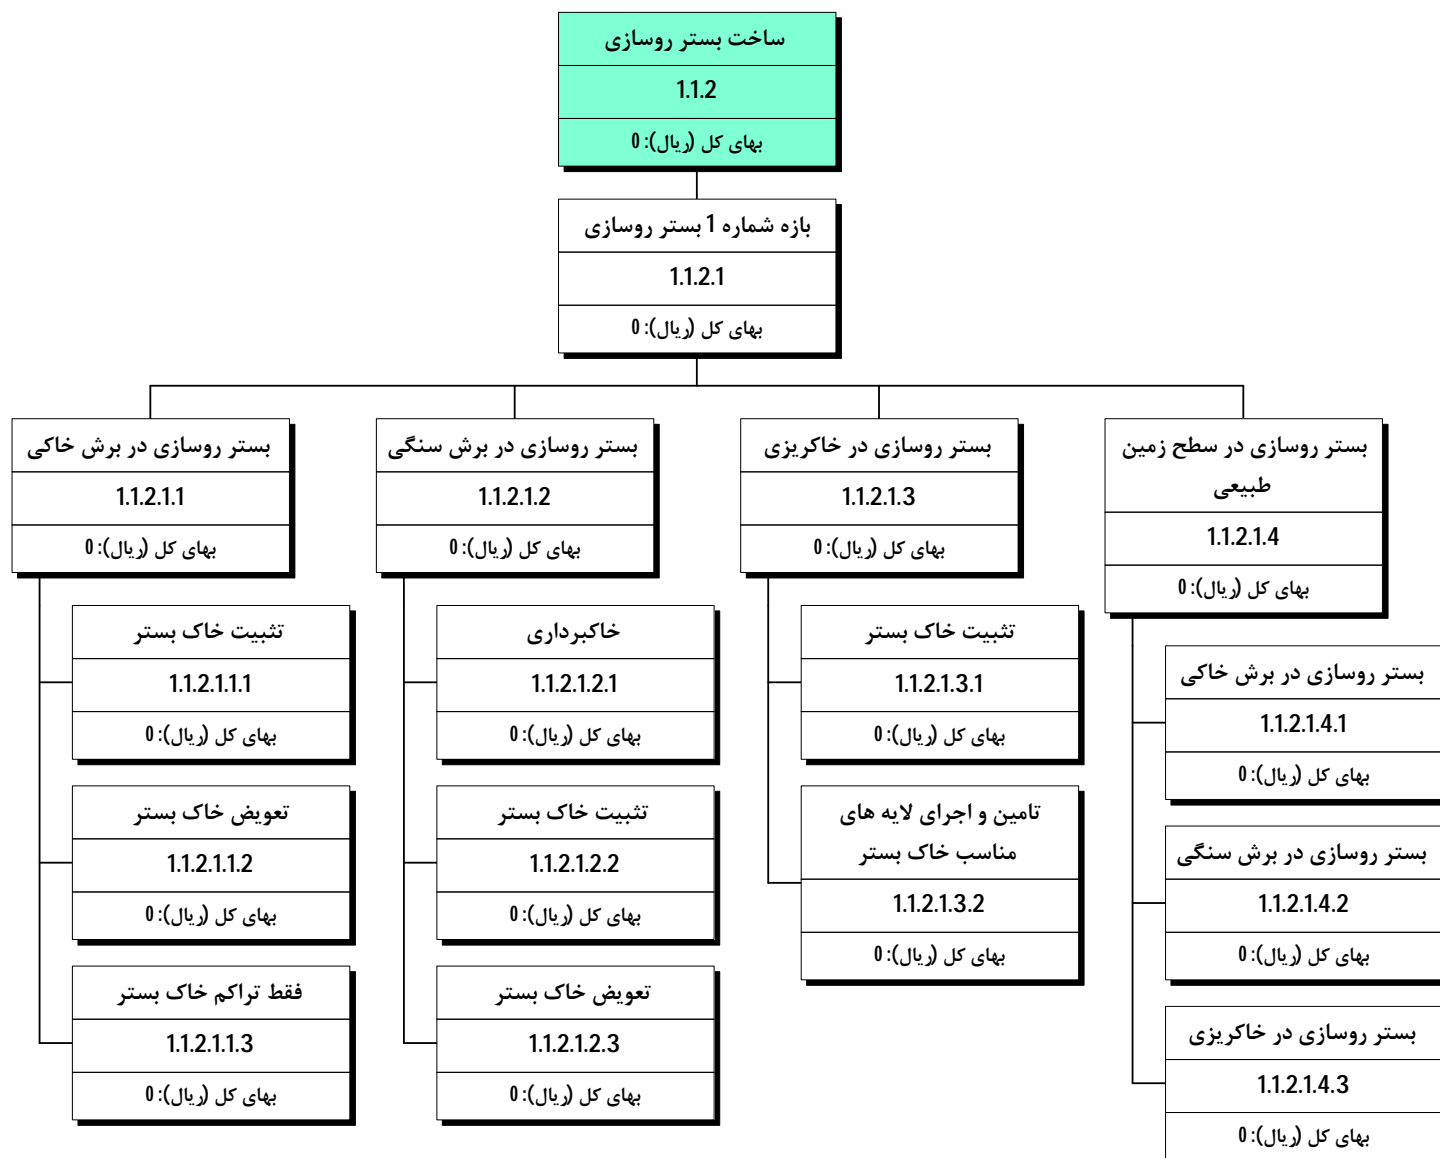 ساخت بستر روسازی
1.1.2
بهای کل (ریال): 0
بازه شماره 1 بستر روسازی
1.1.2.1
بهای کل (ریال): 0
بستر روسازی در برش خاکی
1.1.2.1.1
بهای کل (ریال): 0
تثبیت خاک بستر
1.1.2.1.1.1
بهای کل (ریال): 0
تعویض خاک بستر
1.1.2.1.1.2
بهای کل (ریال): 0
فقط تراکم خاک بستر
1.1.2.1.1.3
بهای کل (ریال): 0
بستر روسازی در برش سنگی
1.1.2.1.2
بهای کل (ریال): 0
خاکبرداری
1.1.2.1.2.1
بهای کل (ریال): 0
تثبیت خاک بستر
1.1.2.1.2.2
بهای کل (ریال): 0
تعویض خاک بستر
1.1.2.1.2.3
بهای کل (ریال): 0
بستر روسازی در خاکریزی
1.1.2.1.3
بهای کل (ریال): 0
تثبیت خاک بستر
1.1.2.1.3.1
بهای کل (ریال): 0
تامین و اجرای لایه های
مناسب خاک بستر
1.1.2.1.3.2
بهای کل (ریال): 0
بستر روسازی در سطح زمین
طبیعی
1.1.2.1.4
بهای کل (ریال): 0
بستر روسازی در برش خاکی
1.1.2.1.4.1
بهای کل (ریال): 0
بستر روسازی در برش سنگی
1.1.2.1.4.2
بهای کل (ریال): 0
بستر روسازی در خاکریزی
1.1.2.1.4.3
بهای کل (ریال): 0